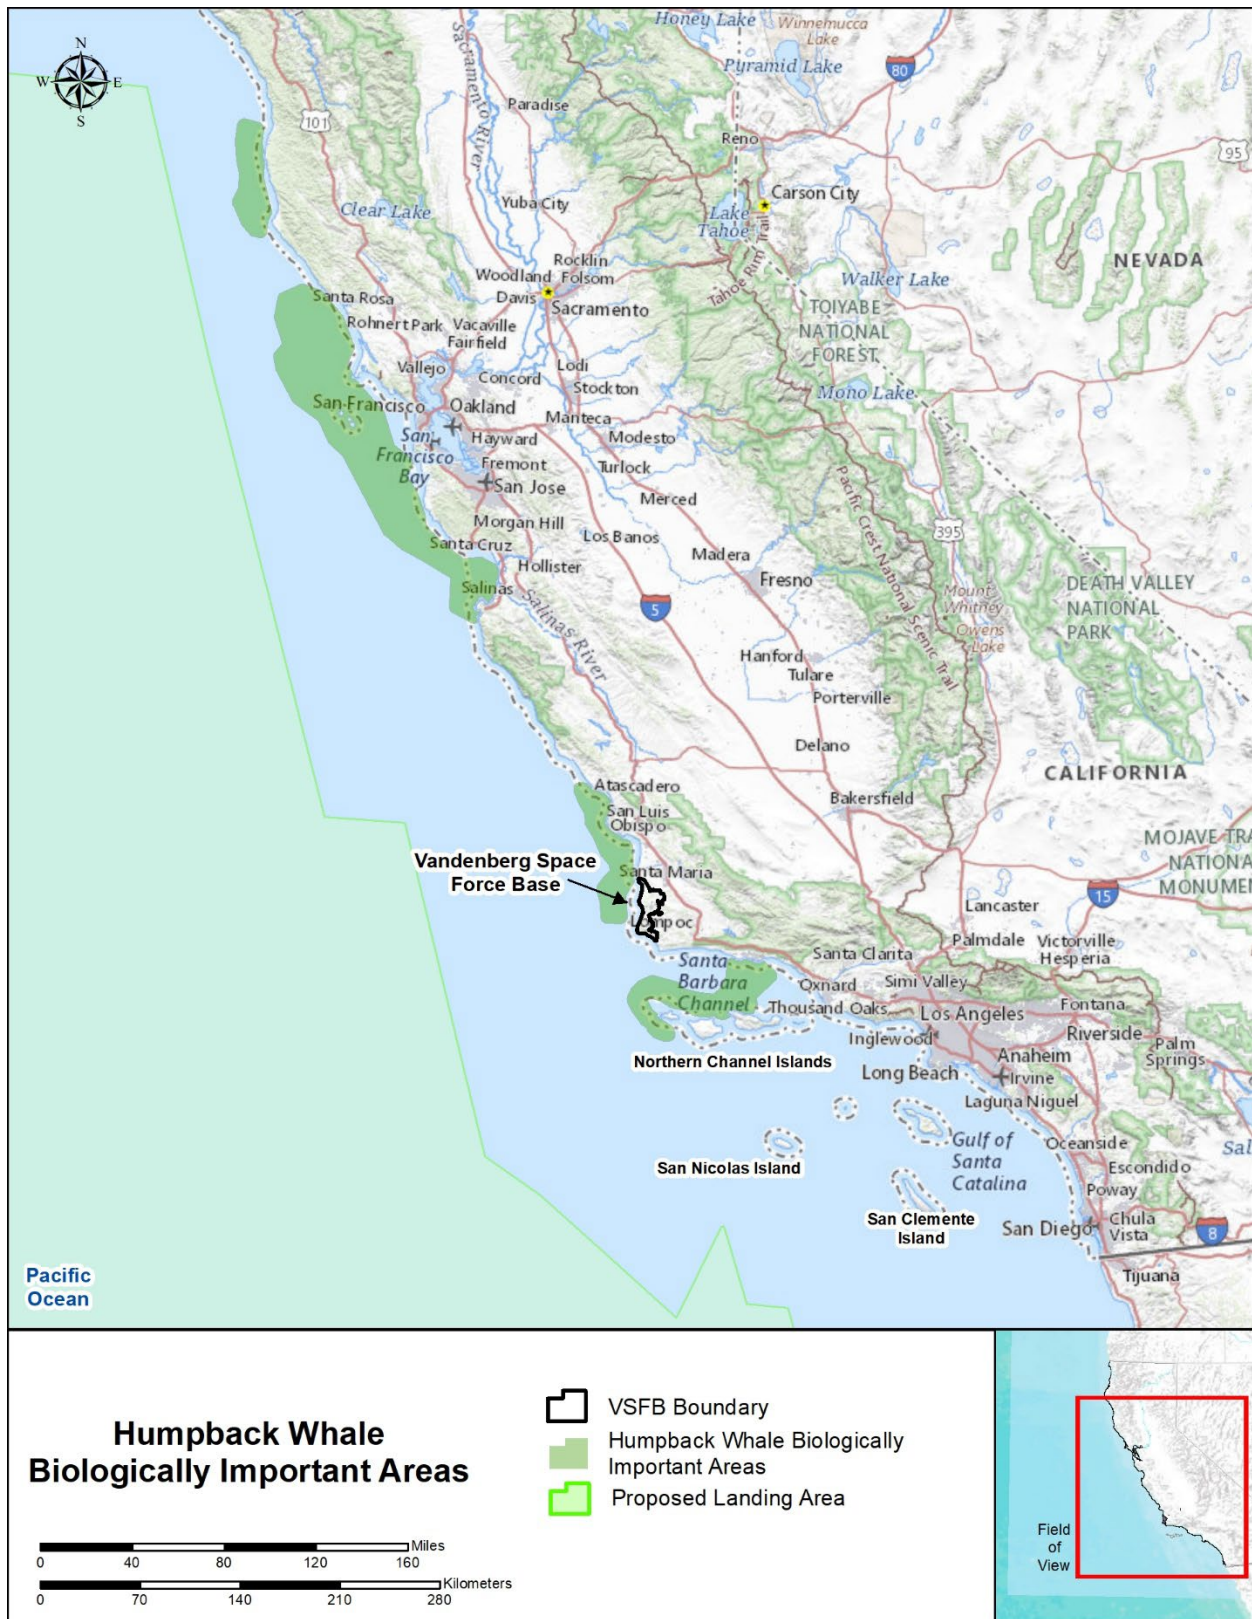 Honey Lake
Winnemucca
Lake
Pyramid Lake
80
N
W
E
S
Sacramento River
Paradise
101
Reno
95
Carson City
Clear Lake
Yuba City
Lake
Tahoe
Tahoe Rim Trail
Rocklin
Woodland
Folsom
Davis
Sacramento
Walker Lake
NEVADA
Santa Rosa
Rohnert Park
Vacaville
Fairfield
TOIYABE
NATIONAL
FOREST
Vallejo
Concord
Lodi
Stockton
Mono Lake
San Francisco
Oakland
Manteca
San
Francisco
Bay
Hayward
Modesto
Fremont
Turlock
San Jose
Merced
Pacific Crest National Scenic Trail
Morgan Hill
Santa Cruz
Los Banos
395
Hollister
Madera
Salinas
Fresno
DEATH VALLEY
NATIONAL
PARK
Mount
Whitney
Owens
Lake
5
Salinas River
Hanford
Tulare
Porterville
Delano
CALIFORNIA
Atascadero
Bakersfield
San Luis
Obispo
MOJAVE TRA
NATIONA
MONUMEN
Vandenberg Space
Force Base
Santa Maria
15
Lancaster
Lompoc
Palmdale
Victorville
Hesperia
Santa
Barbara
Channel
Santa Clarita
Oxnard
Simi Valley
Thousand Oaks
Los Angeles
Fontana
Inglewood
Riverside
Palm
Springs
Northern Channel Islands
Anaheim
Long Beach
Irvine
Laguna Niguel
Gulf of
Santa
Catalina
Oceanside
Sal
San Nicolas Island
Escondido
Poway
San Clemente
Island
San Diego
Chula
Vista
8
Pacific
Ocean
Tijuana
Humpback Whale
Biologically Important Areas
VSFB Boundary
Humpback Whale Biologically
Important Areas
Proposed Landing Area
Miles
0 40 80 120 160
Kilometers
0 70 140 210 280
Field
of
View